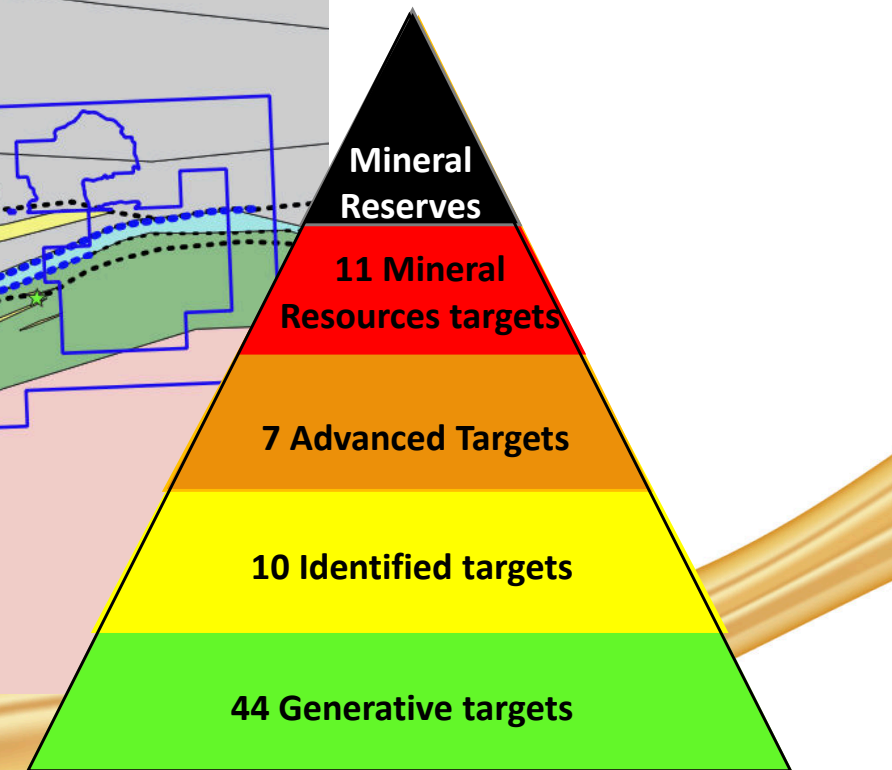 Mineral
Reserves
11 Mineral
Resources targets
7 Advanced Targets
10 Identified targets
44 Generative targets